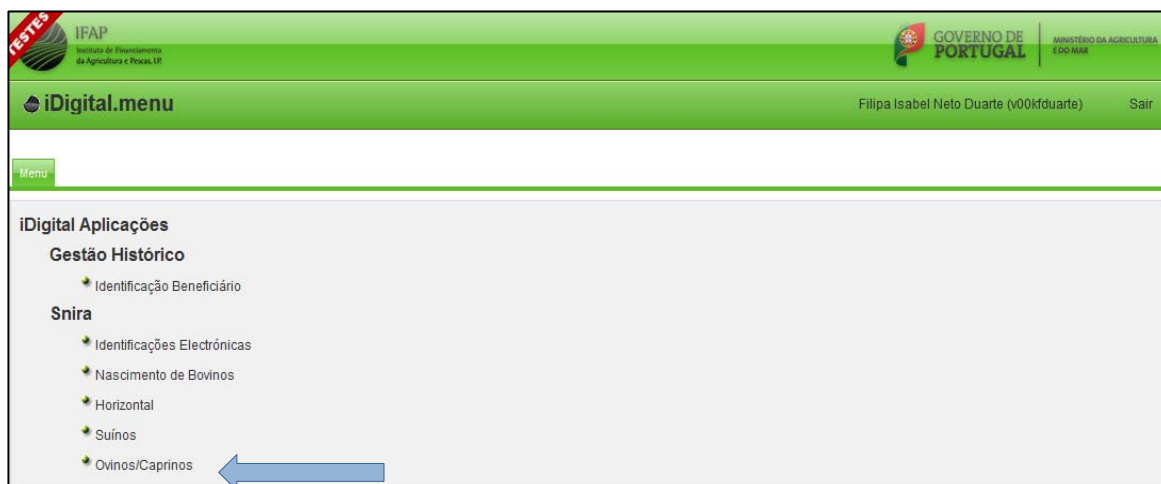 TESTES
IFAP
Instituto de Financiamento
da Agricultura e Pescas, I.P.
GOVERNO DE
PORTUGAL
MINISTÉRIO DA AGRICULTURA
E DO MAR
iDigital.menu
Filipa Isabel Neto Duarte (v00kfduarte)
Sair
Menu
iDigital Aplicações
Gestão Histórico
Identificação Beneficiário
Snira
Identificações Electrónicas
Nascimento de Bovinos
Horizontal
Suínos
Ovinos/Caprinos